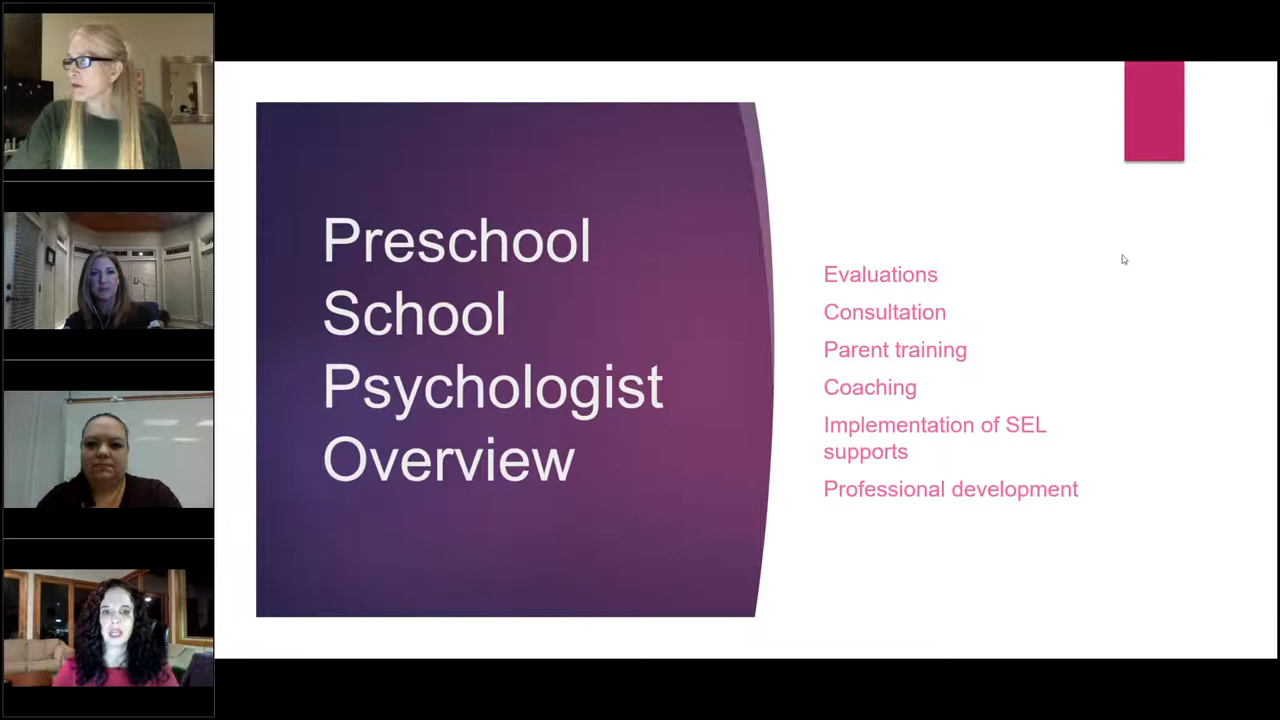 Preschool
School
Psychologist
Overview
Evaluations
Consultation
Parent training
Coaching
Implementation of SEL
supports
Professional development